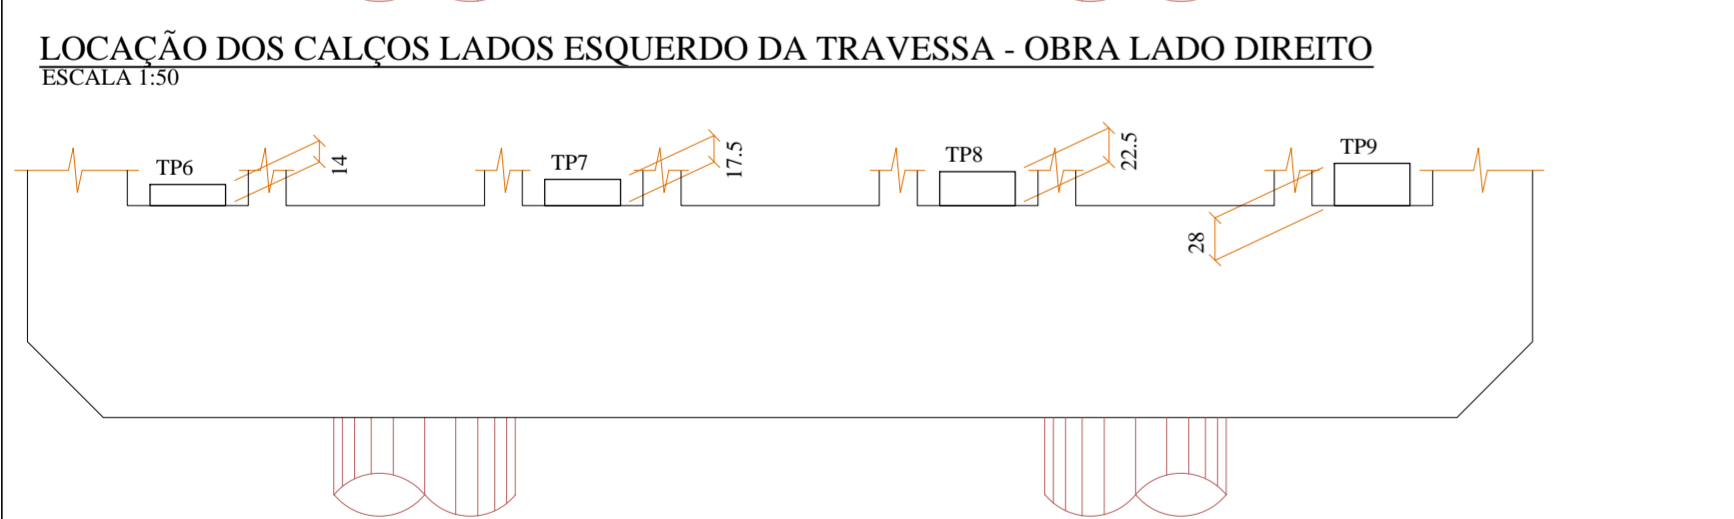 LOCAÇÃO DOS CALÇOS LADOS ESQUERDO DA TRAVESSA - OBRA LADO DIREITO
ESCALA 1:50
TP6
14
TP7
17.5
TP8
22.5
TP9
28